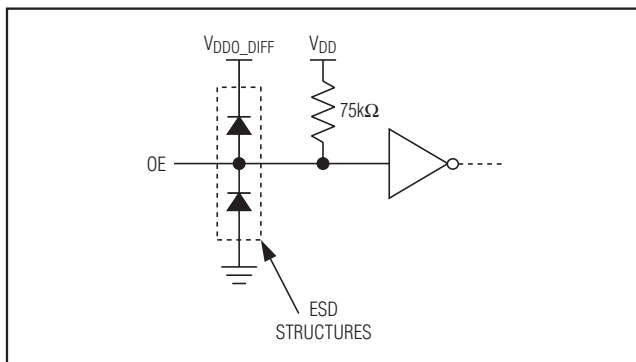 VDDO_DIFF VDD
75kΩ
OE
ESD
STRUCTURES